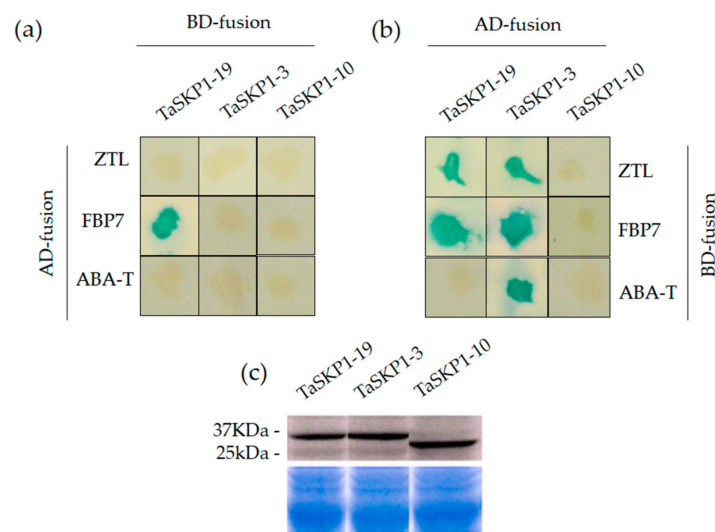 (a)
BD-fusion
TaSKP1-19
TaSKP1-3
TaSKP1-10
AD-fusion
ZTL
FBP7
ABA-T
(b)
AD-fusion
TaSKP1-19
TaSKP1-3
TaSKP1-10
ZTL
FBP7
ABA-T
BD-fusion
(c)
TaSKP1-19
TaSKP1-3
TaSKP1-10
37KDa -
25kDa -